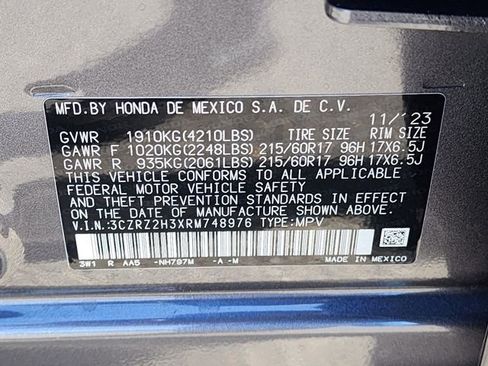 MFD.BY HONDA DE MEXICO S.A. DE C.V.
11/'23
GVWR 1910KG(4210LBS) TIRE SIZE RIM SIZE
GAWR F 1020KG(2248LBS) 215/60R17 96H 17X6.5J
GAWR R 935KG(2061LBS) 215/60R17 96H 17X6.5J
THIS VEHICLE CONFORMS TO ALL APPLICABLE
FEDERAL MOTOR VEHICLE SAFETY
AND THEFT PREVENTION STANDARDS IN EFFECT
ON THE DATE OF MANUFACTURE SHOWN ABOVE.
V.I.N.:3CZRZ2H3XRM748976 TYPE:MPV
3W1 R AA5 -NH797M -A -M
MADE IN MEXICO